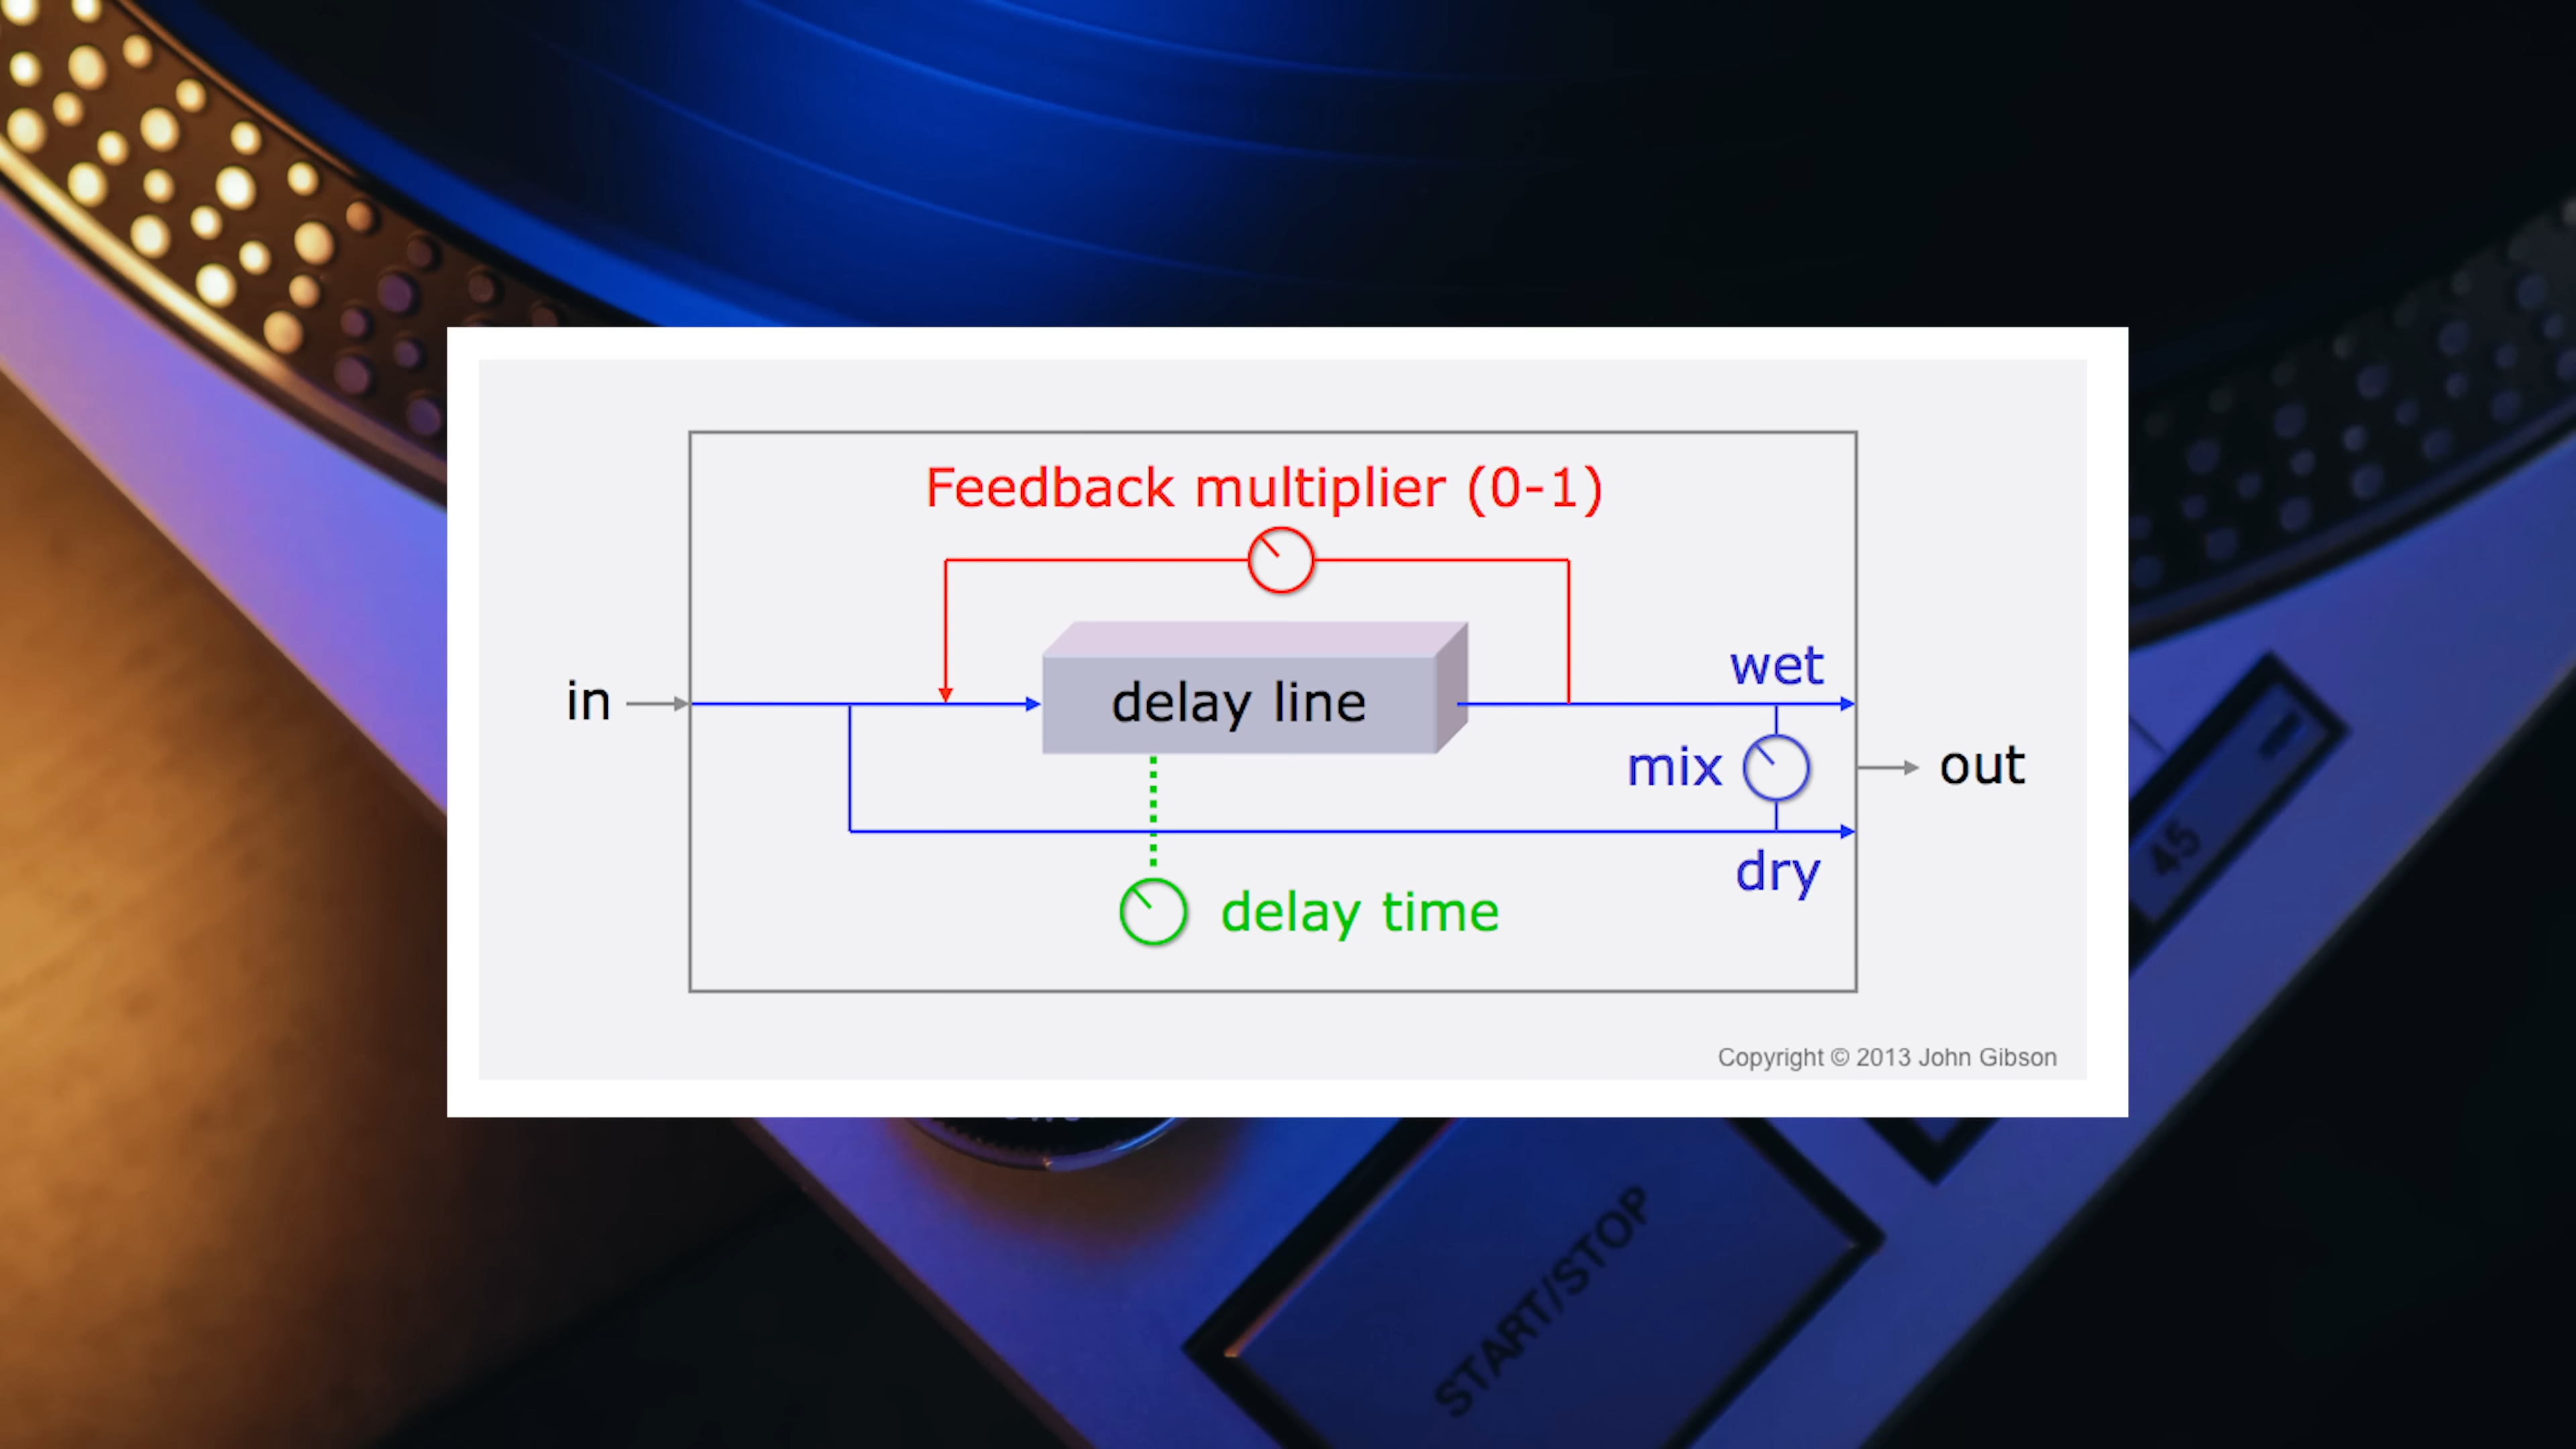 Feedback multiplier (0-1)
in
delay line
wet
mix
out
dry
delay time
Copyright © 2013 John Gibson
45
START/STOP